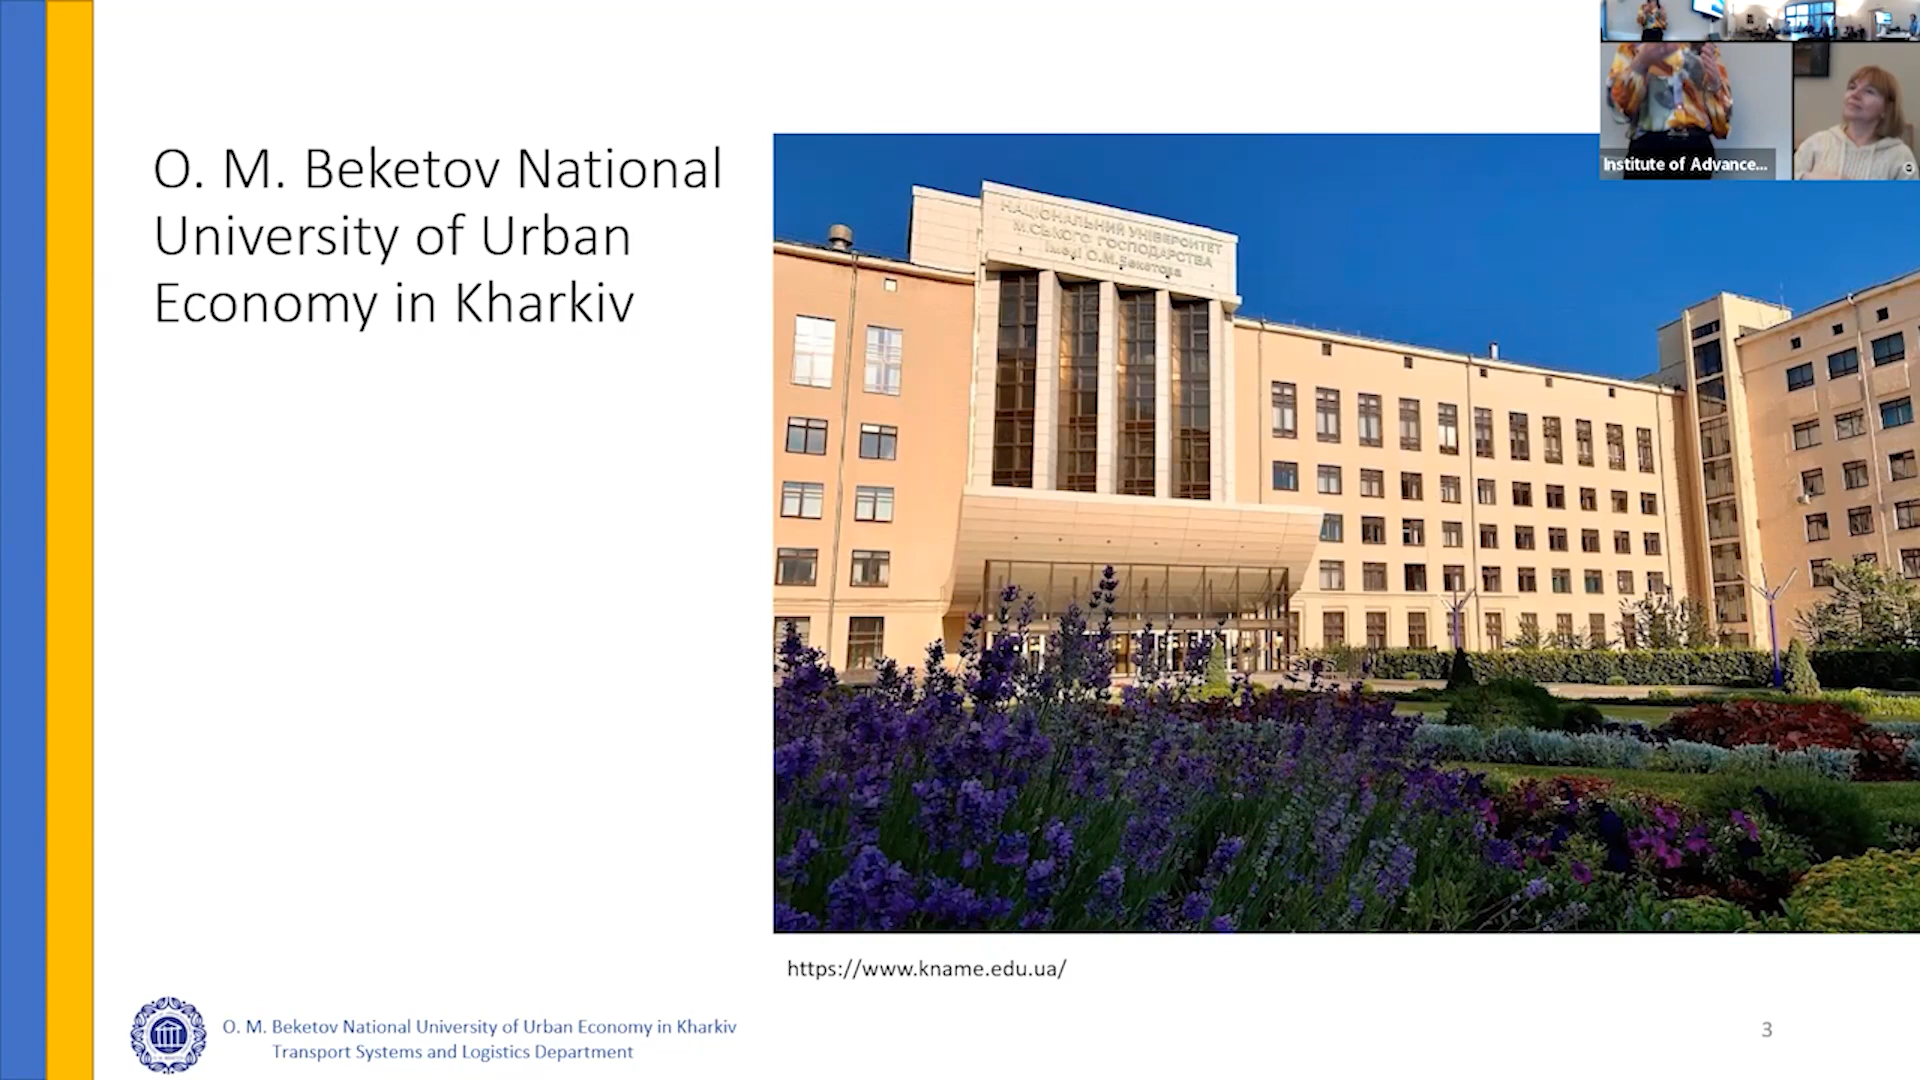 Institute of Advance...
O. M. Beketov National
University of Urban
Economy in Kharkiv
НАЦІОНАЛЬНИЙ УНІВЕРСИТЕТ
МІСЬКОГО ГОСПОДАРСТВА
імені О.М.Бекетова
https://www.kname.edu.ua/
O. M. Beketov National University of Urban Economy in Kharkiv
Transport Systems and Logistics Department
3